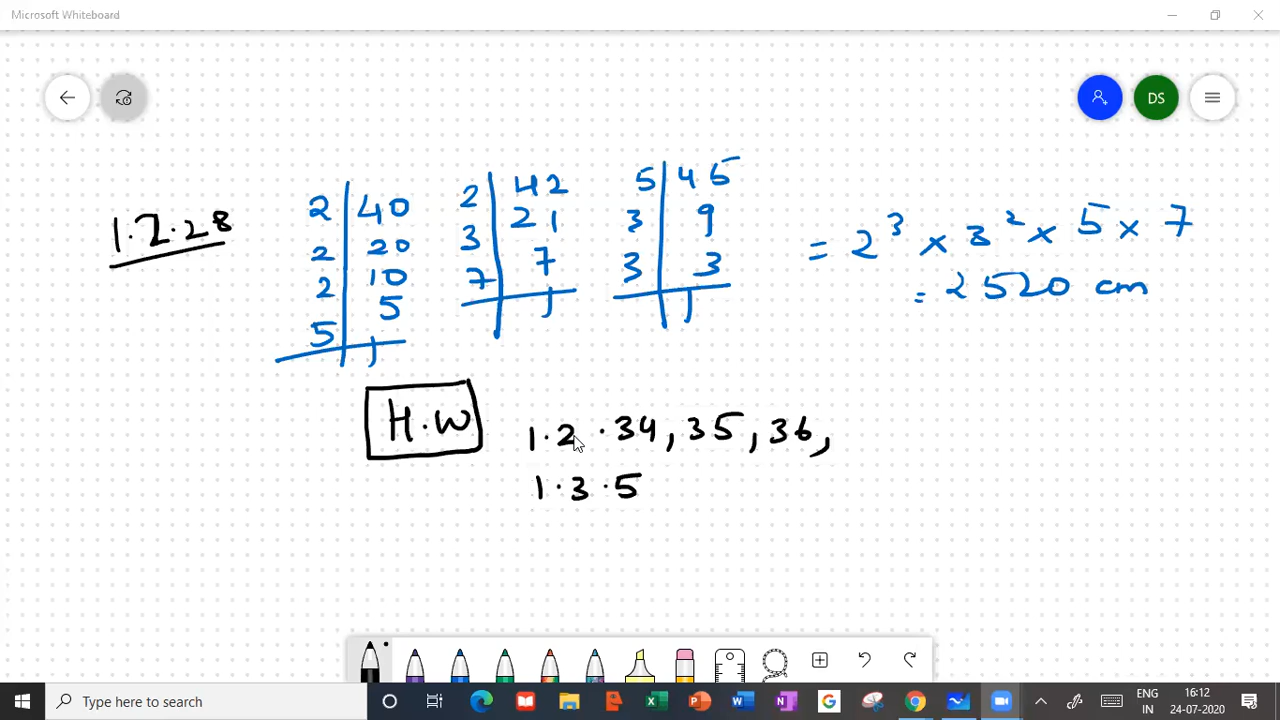 Microsoft Whiteboard
DS
1.2.28
2 | 40
2 | 20
2 | 10
5
5 | 1
2 | 42
3 | 21
7 | 7
1
5 | 45
3 | 9
3 | 3
1
= 2³ × 3² × 5 × 7
= 2520 cm
H.W
1.2.34, 35, 36,
1.3.5
Type here to search
ENG
IN
16:12
24-07-2020